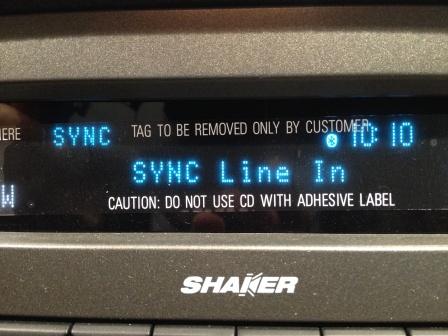 ERE SYNC TAG TO BE REMOVED ONLY BY CUSTOMER 10:10
SYNC Line In
W CAUTION: DO NOT USE CD WITH ADHESIVE LABEL
SHAKER